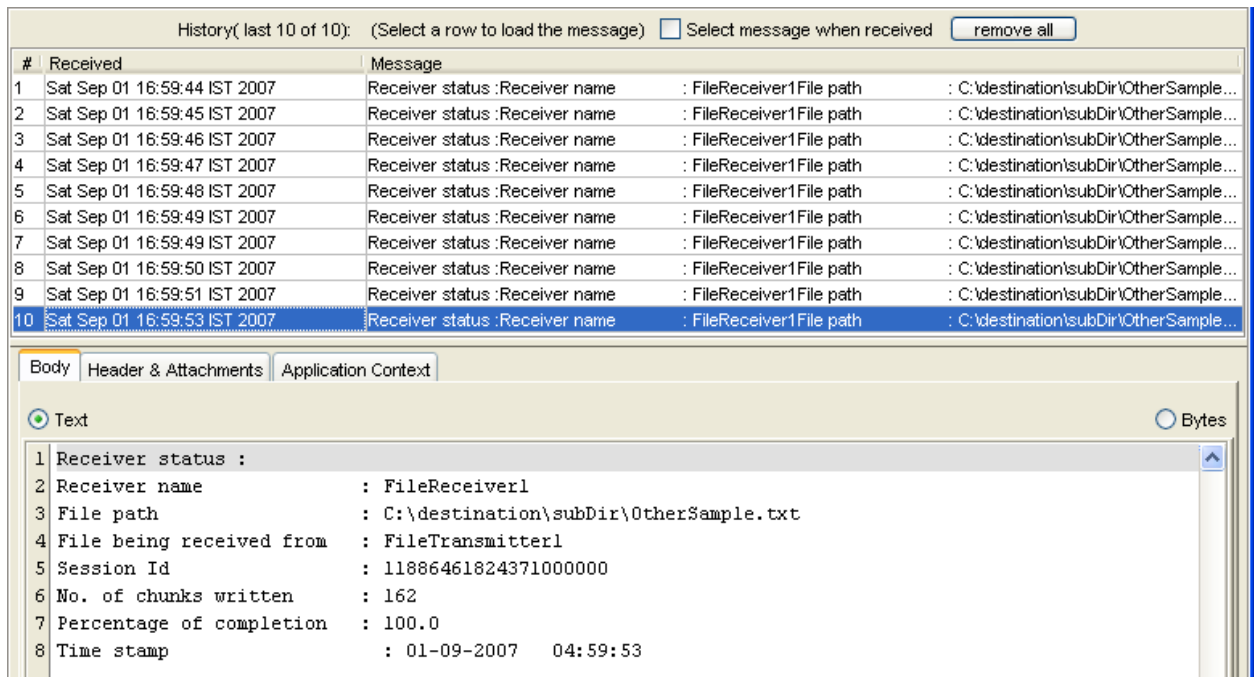 History( last 10 of 10): (Select a row to load the message) Select message when received remove all
# Received Message
1 Sat Sep 01 16:59:44 IST 2007 Receiver status :Receiver name : FileReceiver1File path : C:\destination\subDir\OtherSample...
2 Sat Sep 01 16:59:45 IST 2007 Receiver status :Receiver name : FileReceiver1File path : C:\destination\subDir\OtherSample...
3 Sat Sep 01 16:59:46 IST 2007 Receiver status :Receiver name : FileReceiver1File path : C:\destination\subDir\OtherSample...
4 Sat Sep 01 16:59:47 IST 2007 Receiver status :Receiver name : FileReceiver1File path : C:\destination\subDir\OtherSample...
5 Sat Sep 01 16:59:48 IST 2007 Receiver status :Receiver name : FileReceiver1File path : C:\destination\subDir\OtherSample...
6 Sat Sep 01 16:59:49 IST 2007 Receiver status :Receiver name : FileReceiver1File path : C:\destination\subDir\OtherSample...
7 Sat Sep 01 16:59:49 IST 2007 Receiver status :Receiver name : FileReceiver1File path : C:\destination\subDir\OtherSample...
8 Sat Sep 01 16:59:50 IST 2007 Receiver status :Receiver name : FileReceiver1File path : C:\destination\subDir\OtherSample...
9 Sat Sep 01 16:59:51 IST 2007 Receiver status :Receiver name : FileReceiver1File path : C:\destination\subDir\OtherSample...
10 Sat Sep 01 16:59:53 IST 2007 Receiver status :Receiver name : FileReceiver1File path : C:\destination\subDir\OtherSample...
Body Header & Attachments Application Context
Text Bytes
1 Receiver status :
2 Receiver name : FileReceiver1
3 File path : C:\destination\subDir\OtherSample.txt
4 File being received from : FileTransmitter1
5 Session Id : 11886461824371000000
6 No. of chunks written : 162
7 Percentage of completion : 100.0
8 Time stamp : 01-09-2007 04:59:53